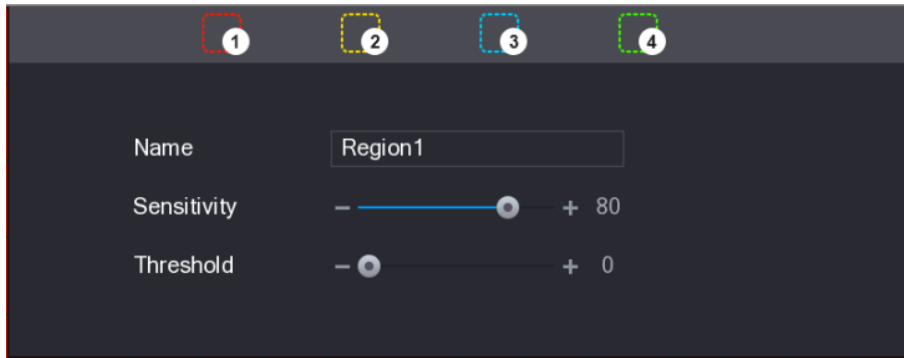 1 2 3 4
Name Region1
Sensitivity − + 80
Threshold − + 0